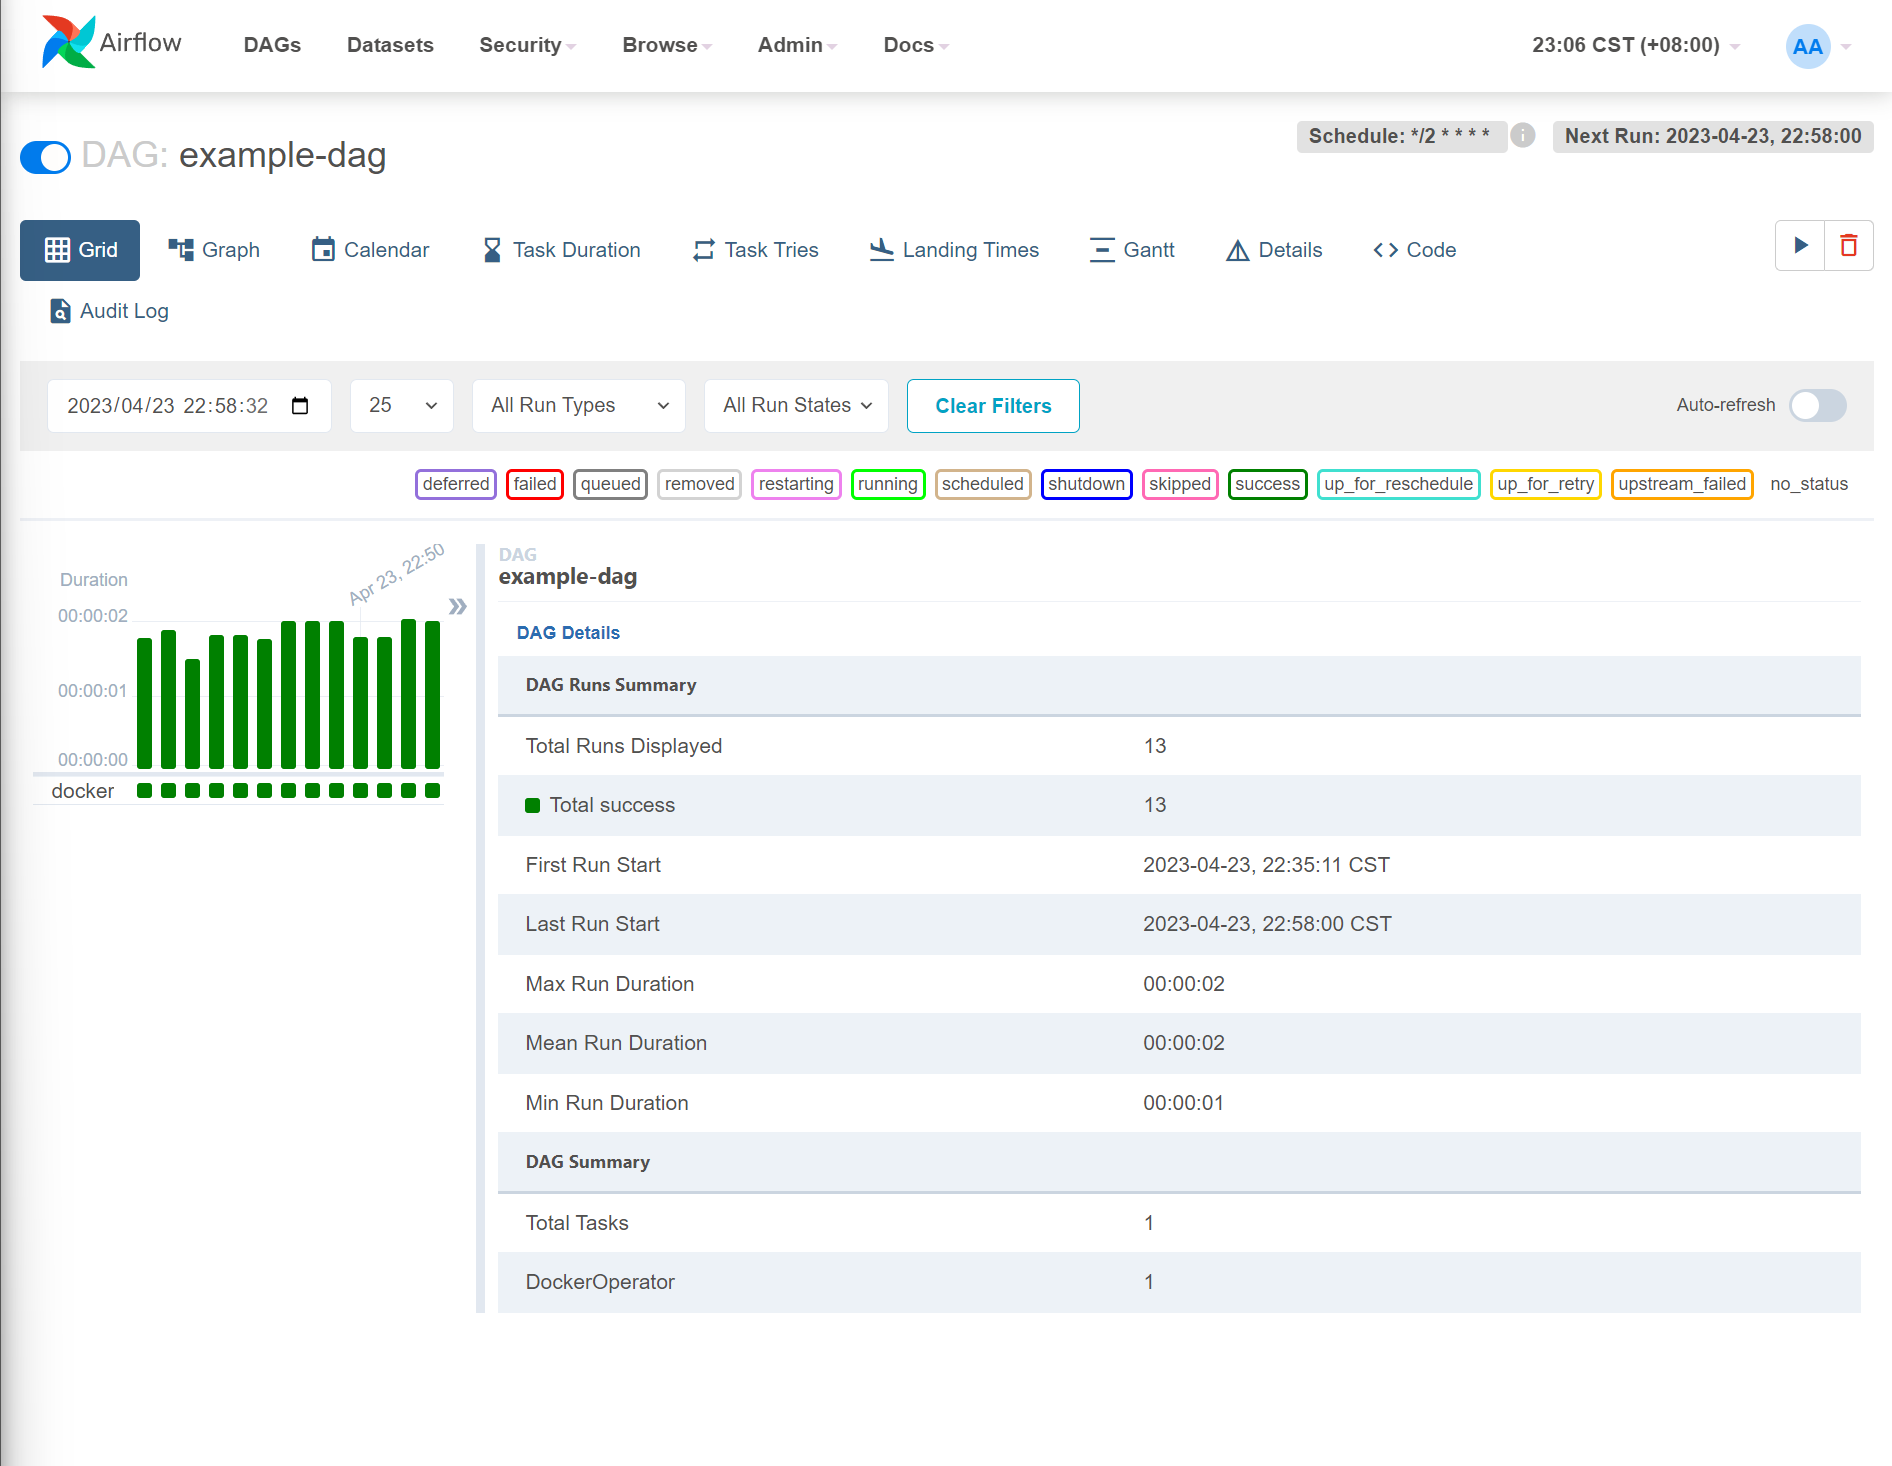 Airflow DAGs Datasets Security Browse Admin Docs 23:06 CST (+08:00) AA
DAG: example-dag Schedule: */2 * * * * i Next Run: 2023-04-23, 22:58:00
Grid Graph Calendar Task Duration Task Tries Landing Times Gantt Details Code
Audit Log
2023/04/23 22:58:32 25 All Run Types All Run States Clear Filters Auto-refresh
deferred failed queued removed restarting running scheduled shutdown skipped success up_for_reschedule up_for_retry upstream_failed no_status
Duration
Apr 23, 22:50
00:00:02
00:00:01
00:00:00
docker
DAG
example-dag
DAG Details
DAG Runs Summary
Total Runs Displayed 13
Total success 13
First Run Start 2023-04-23, 22:35:11 CST
Last Run Start 2023-04-23, 22:58:00 CST
Max Run Duration 00:00:02
Mean Run Duration 00:00:02
Min Run Duration 00:00:01
DAG Summary
Total Tasks 1
DockerOperator 1